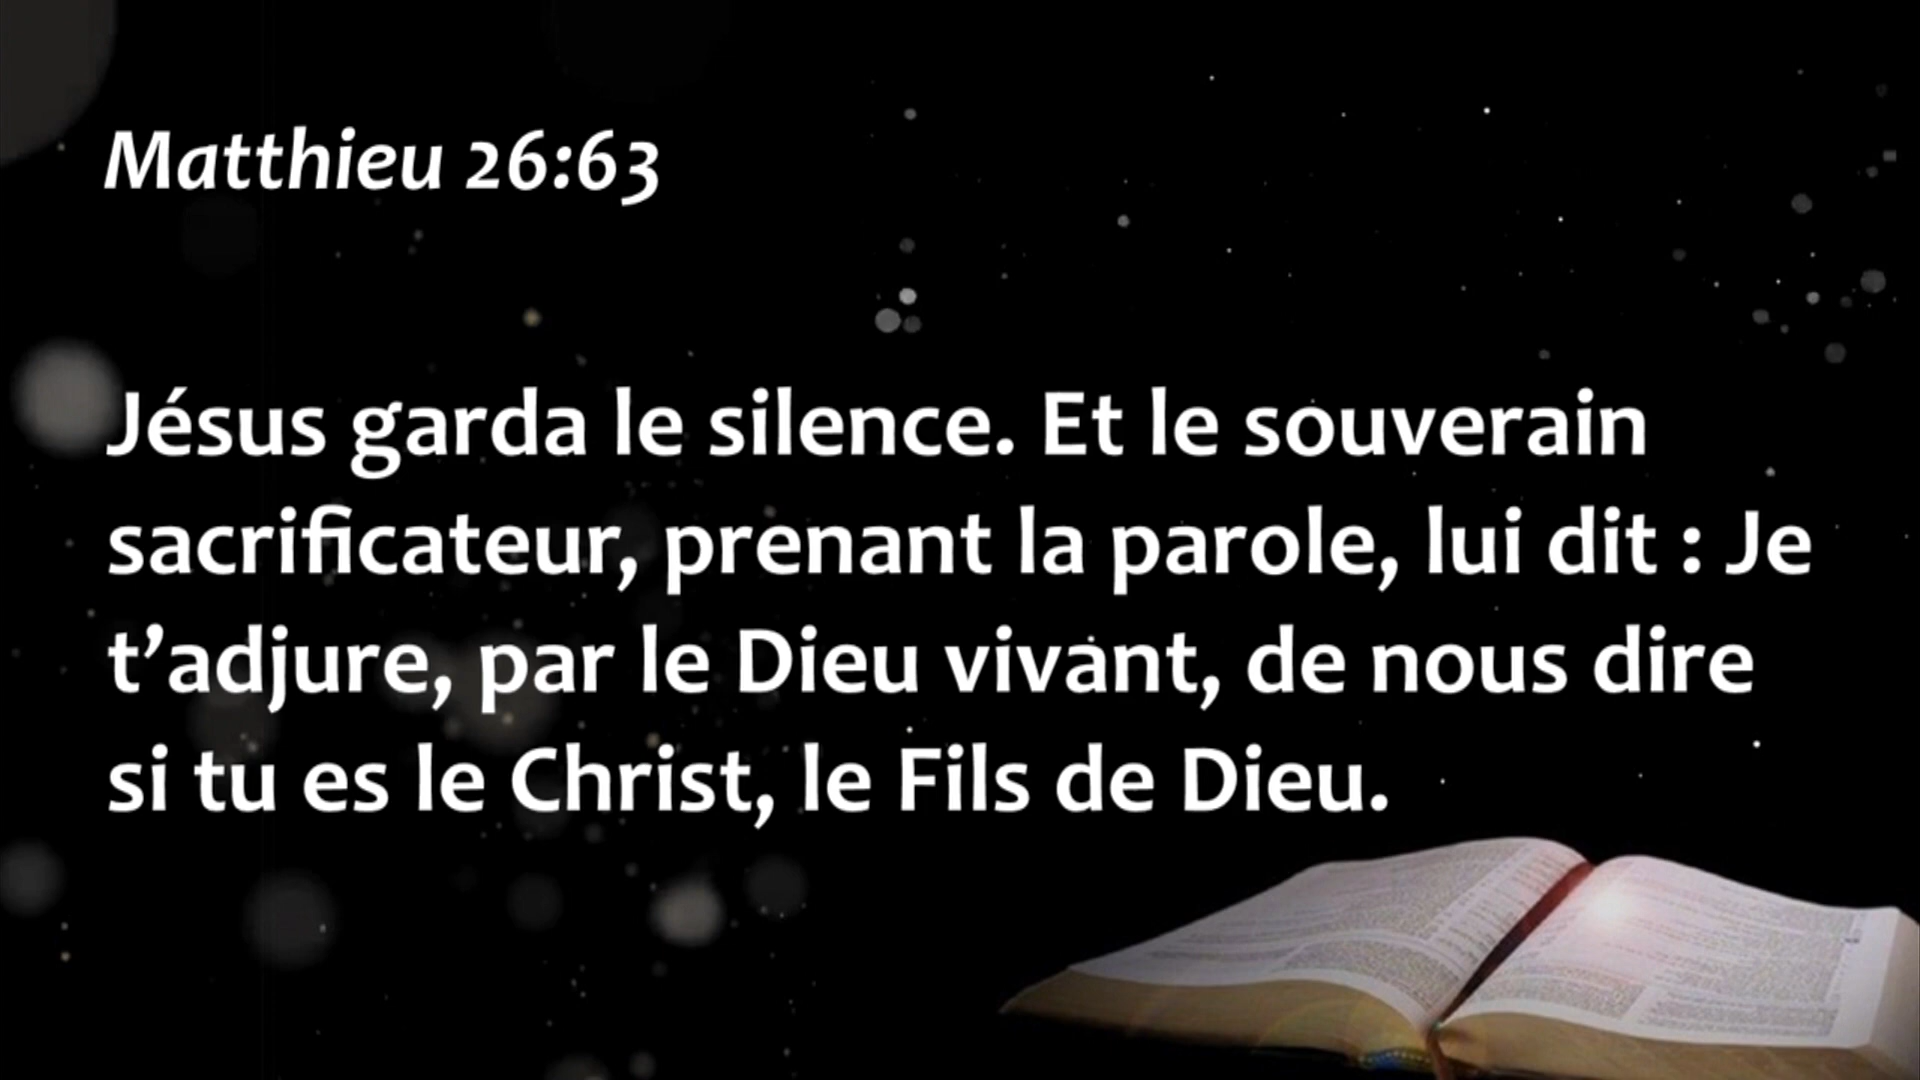 Matthieu 26:63
Jésus garda le silence. Et le souverain
sacrificateur, prenant la parole, lui dit : Je
t’adjure, par le Dieu vivant, de nous dire
si tu es le Christ, le Fils de Dieu.